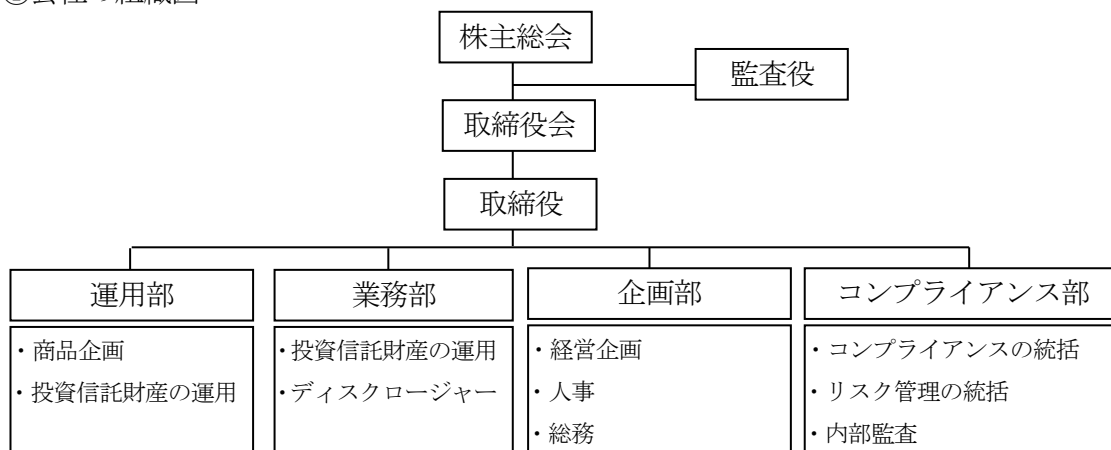 会社の組織図
株主総会
監査役
取締役会
取締役
運用部
・商品企画
・投資信託財産の運用
業務部
・投資信託財産の運用
・ディスクロージャー
企画部
・経営企画
・人事
・総務
コンプライアンス部
・コンプライアンスの統括
・リスク管理の統括
・内部監査